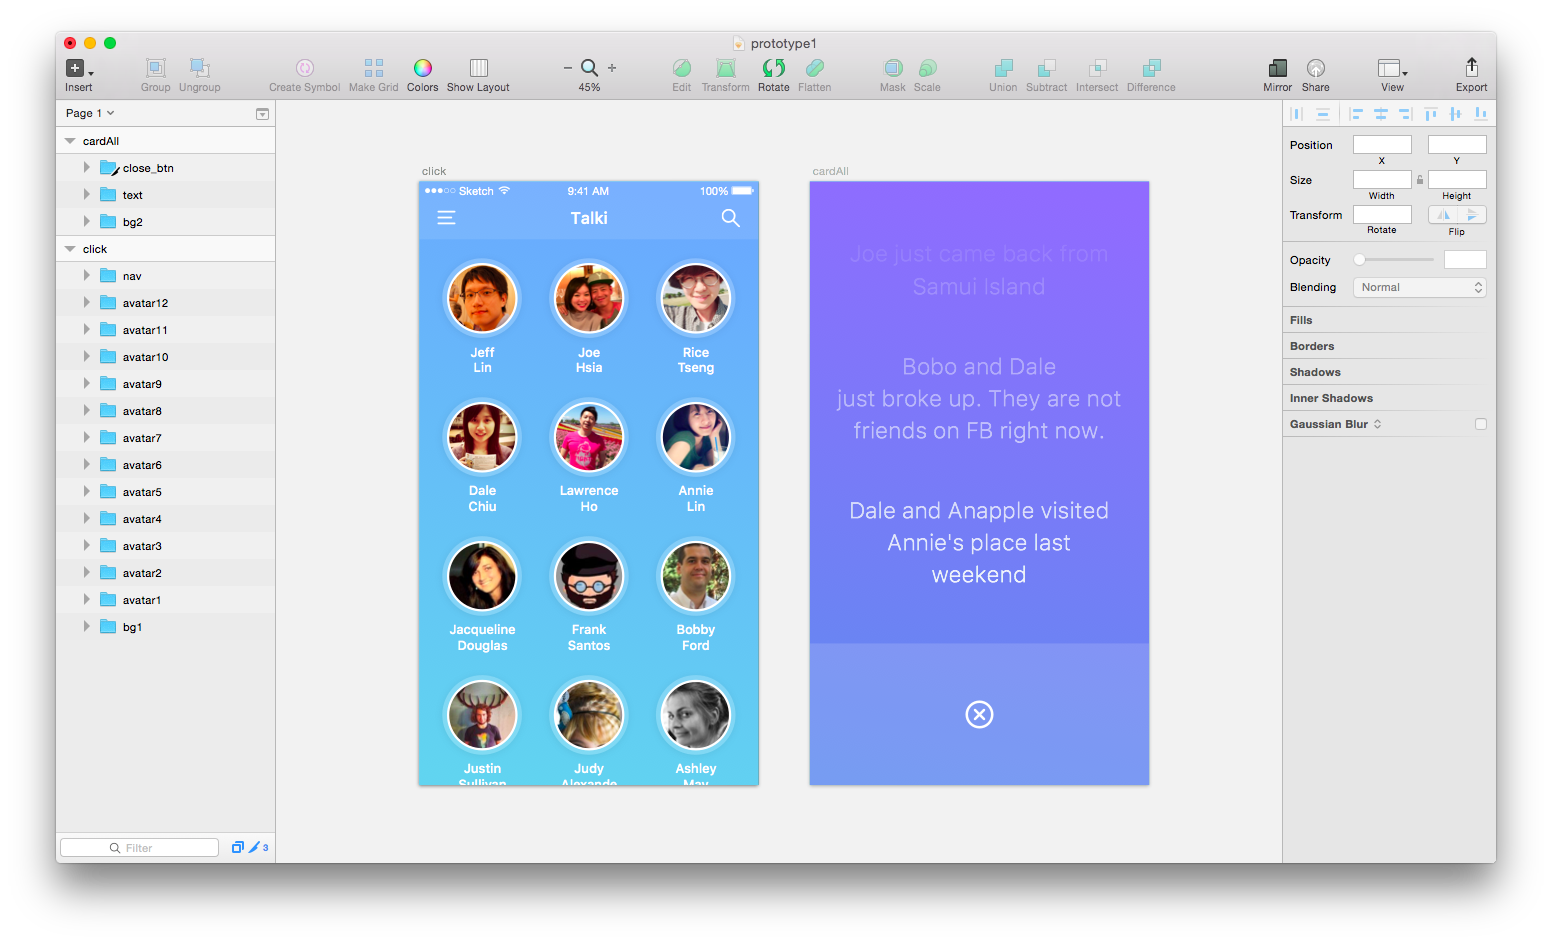 prototype1
Insert
Group
Ungroup
Create Symbol
Make Grid
Colors
Show Layout
45%
Edit
Transform
Rotate
Flatten
Mask
Scale
Union
Subtract
Intersect
Difference
Mirror
Share
View
Export
Page 1
cardAll
close_btn
text
bg2
click
nav
avatar12
avatar11
avatar10
avatar9
avatar8
avatar7
avatar6
avatar5
avatar4
avatar3
avatar2
avatar1
bg1
Filter
3
click
Sketch
9:41 AM
100%
Talki
Jeff
Lin
Joe
Hsia
Rice
Tseng
Dale
Chiu
Lawrence
Ho
Annie
Lin
Jacqueline
Douglas
Frank
Santos
Bobby
Ford
Justin
Sullivan
Judy
Alexande
Ashley
May
cardAll
Joe just came back from
Samui island
Bobo and Dale
just broke up. They are not
friends on FB right now.
Dale and Anapple visited
Annie's place last
weekend
Position
X
Y
Size
Width
Height
Transform
Rotate
Flip
Opacity
Blending
Normal
Fills
Borders
Shadows
Inner Shadows
Gaussian Blur